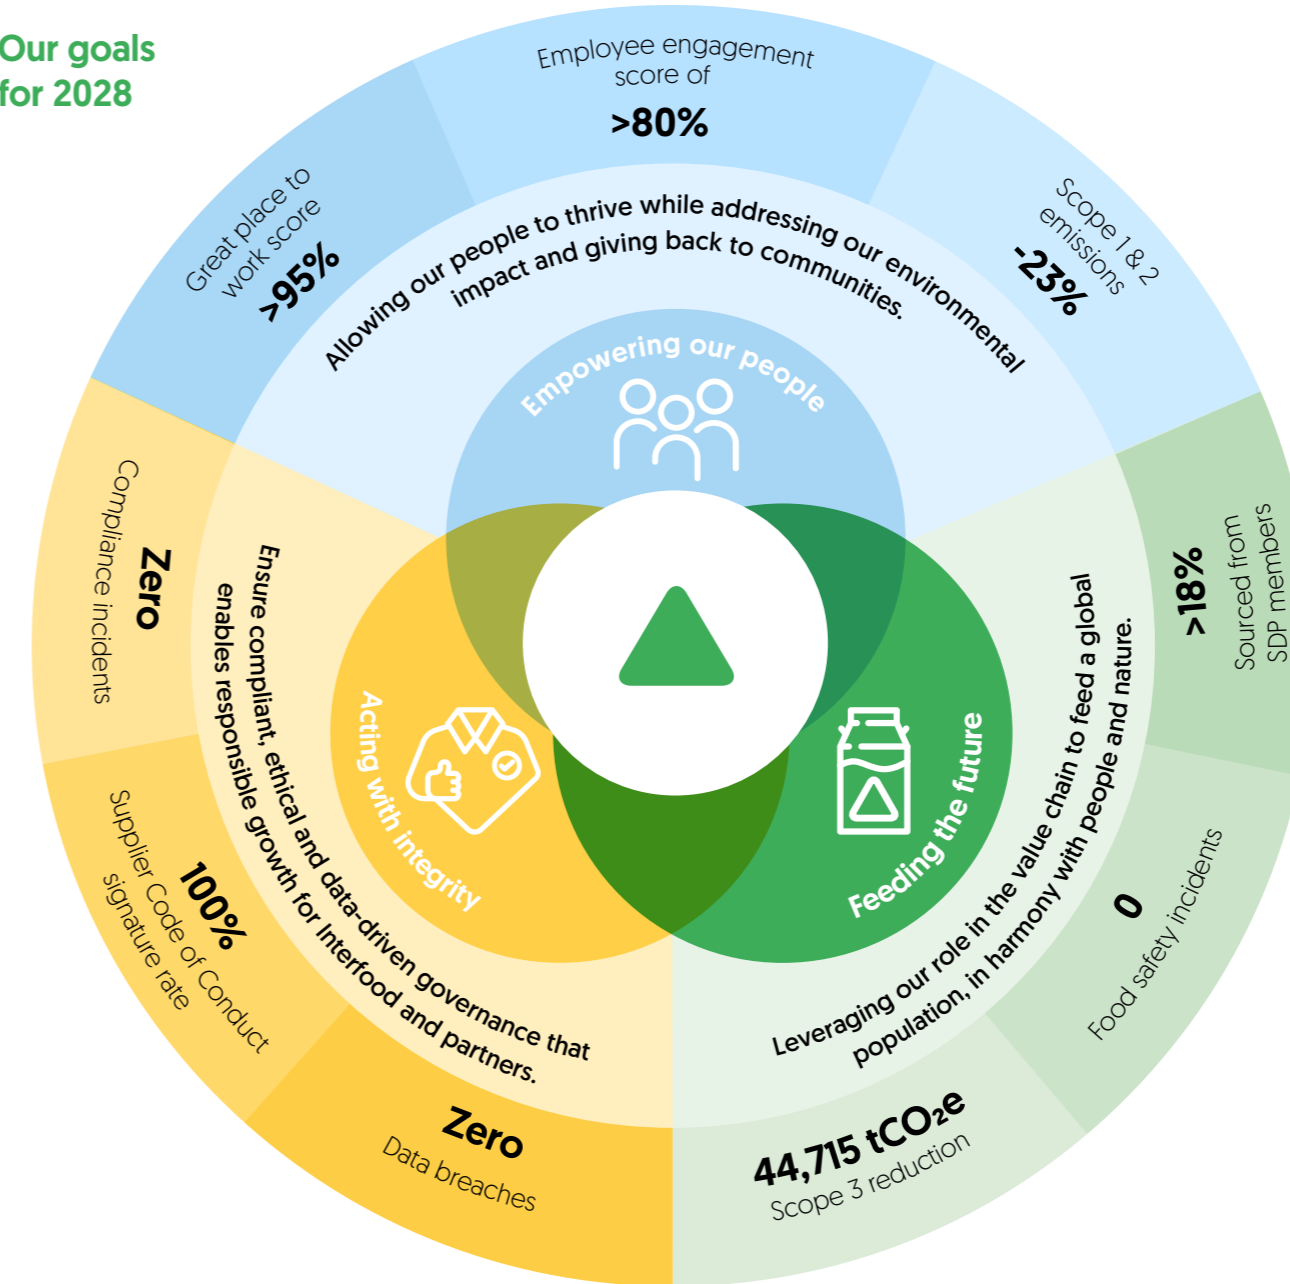 Our goals
for 2028
Employee engagement
score of
>80%
Scope 1 & 2
emissions
-23%
>18%
Sourced from
SDP members
0
Food safety incidents
44,715 tCO₂e
Scope 3 reduction
Zero
Data breaches
100%
Supplier Code of Conduct
signature rate
Zero
Compliance incidents
Great place to
work score
>95%
Allowing our people to thrive while addressing our environmental
impact and giving back to communities.
Empowering our people
Leveraging our role in the value chain to feed a global
population, in harmony with people and nature.
Feeding the future
Ensure compliant, ethical and data-driven governance that
enables responsible growth for Interfood and partners.
Acting with integrity